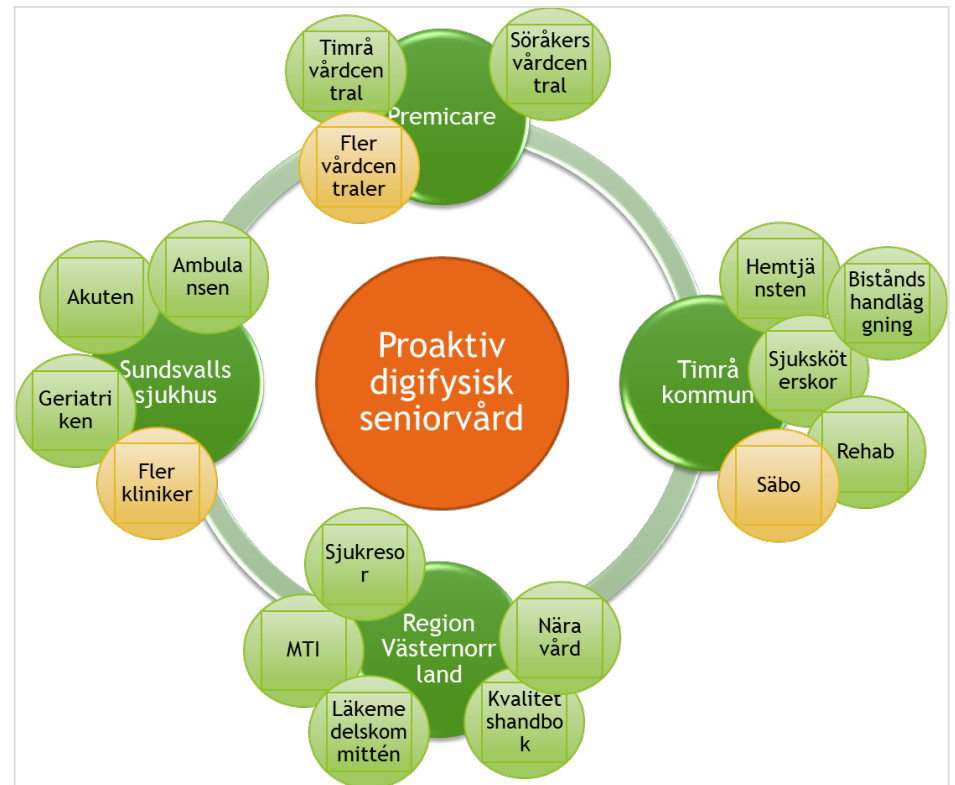 Timrå
vårdcen
tral
Söråkers
vårdcen
tral
Premicare
Fler
vårdcen
traler
Ambula
nsen
Akuten
Sundsvalls
sjukhus
Geriatri
ken
Fler
kliniker
Proaktiv
digifysisk
seniorvård
Hemtjä
nsten
Bistånds
handläg
gning
Timrå
kommun
Sjuksköt
erskor
Rehab
Säbo
Sjukreso
r
MTI
Region
Västernorr
land
Nära
vård
Läkeme
delskom
mittén
Kvalitet
shandbo
k